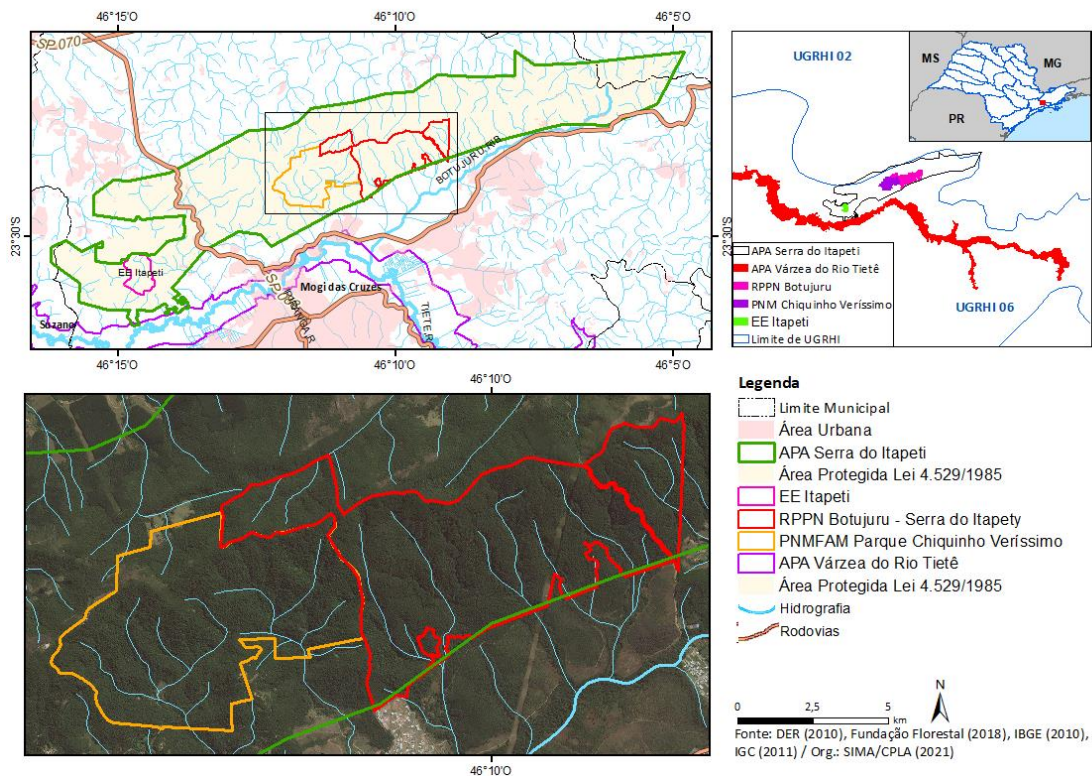 46°15'O
46°10'O
46°5'O
SP.070
BOTUJURU, RIB.
23°30'S
EE Itapeti
Mogi das Cruzes
Suzano
TIETE, R.
46°15'O
46°10'O
46°5'O
UGRHI 02
MS
MG
PR
23°30'S
APA Serra do Itapeti
APA Várzea do Rio Tietê
RPPN Botujuru
PNM Chiquinho Veríssimo
EE Itapeti
Limite de UGRHI
UGRHI 06
46°10'O
46°10'O
Legenda
Limite Municipal
Área Urbana
APA Serra do Itapeti
Área Protegida Lei 4.529/1985
EE Itapeti
RPPN Botujuru - Serra do Itapety
PNMFAM Parque Chiquinho Veríssimo
APA Várzea do Rio Tietê
Área Protegida Lei 4.529/1985
Hidrografia
Rodovias
N
0 2,5 5
km
Fonte: DER (2010), Fundação Florestal (2018), IBGE (2010),
IGC (2011) / Org.: SIMA/CPLA (2021)